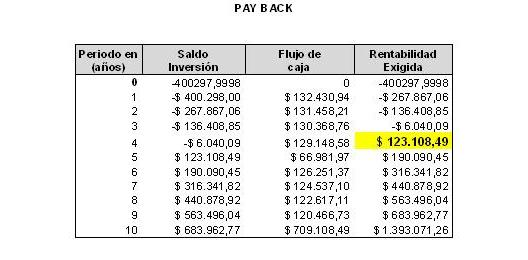 PAY BACK
Periodo en (años) Saldo Inversión Flujo de caja Rentabilidad Exigida
0 -400297,9998 0 -400297,9998
1 -$ 400.298,00 $ 132.430,94 -$ 267.867,06
2 -$ 267.867,06 $ 131.458,21 -$ 136.408,85
3 -$ 136.408,85 $ 130.368,76 -$ 6.040,09
4 -$ 6.040,09 $ 129.148,58 $ 123.108,49
5 $ 123.108,49 $ 66.981,97 $ 190.090,45
6 $ 190.090,45 $ 126.251,37 $ 316.341,82
7 $ 316.341,82 $ 124.537,10 $ 440.878,92
8 $ 440.878,92 $ 122.617,11 $ 563.496,04
9 $ 563.496,04 $ 120.466,73 $ 683.962,77
10 $ 683.962,77 $ 709.108,49 $ 1.393.071,26